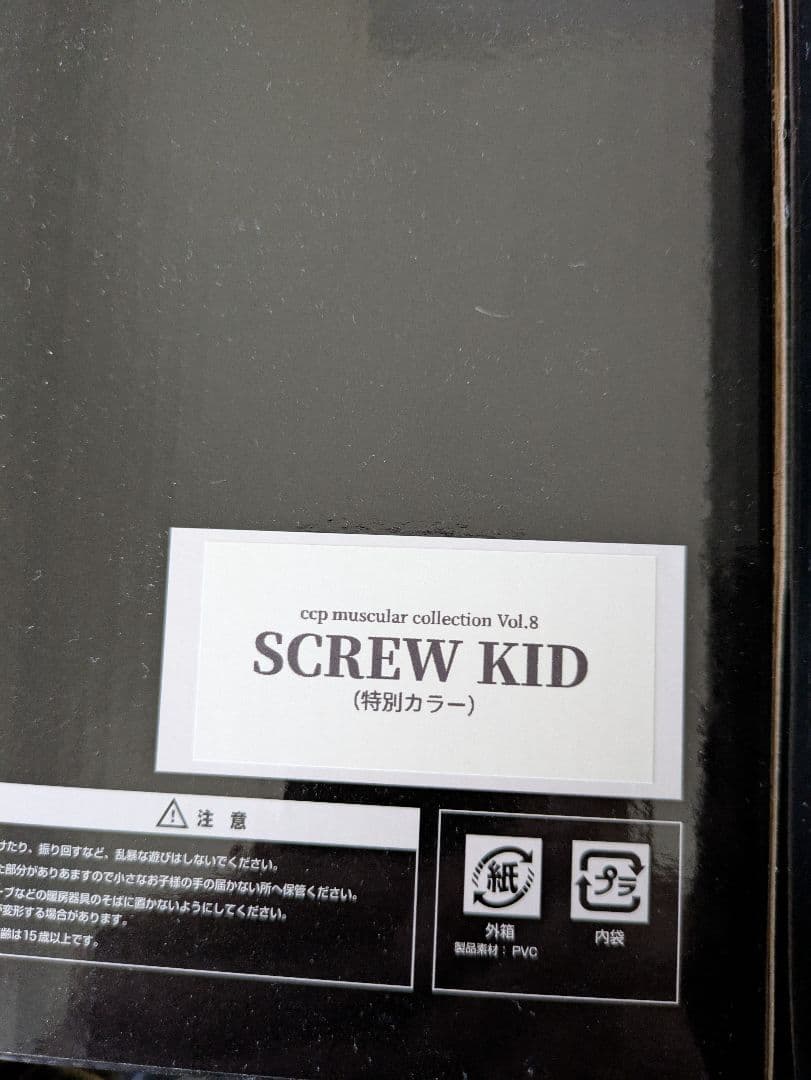 ccp muscular collection Vol.8
SCREW KID
(特別カラー)
注 意
けたり、振り回すなど、乱暴な遊びはしないでください。
部分がありあますので小さなお子様の手の届かない所へ保管ください。
ーブなどの暖房器具のそばに置かないようにしてください。
変形する場合があります。
齢は15歳以上です。
紙
外箱
製品素材：PVC
プラ
内袋